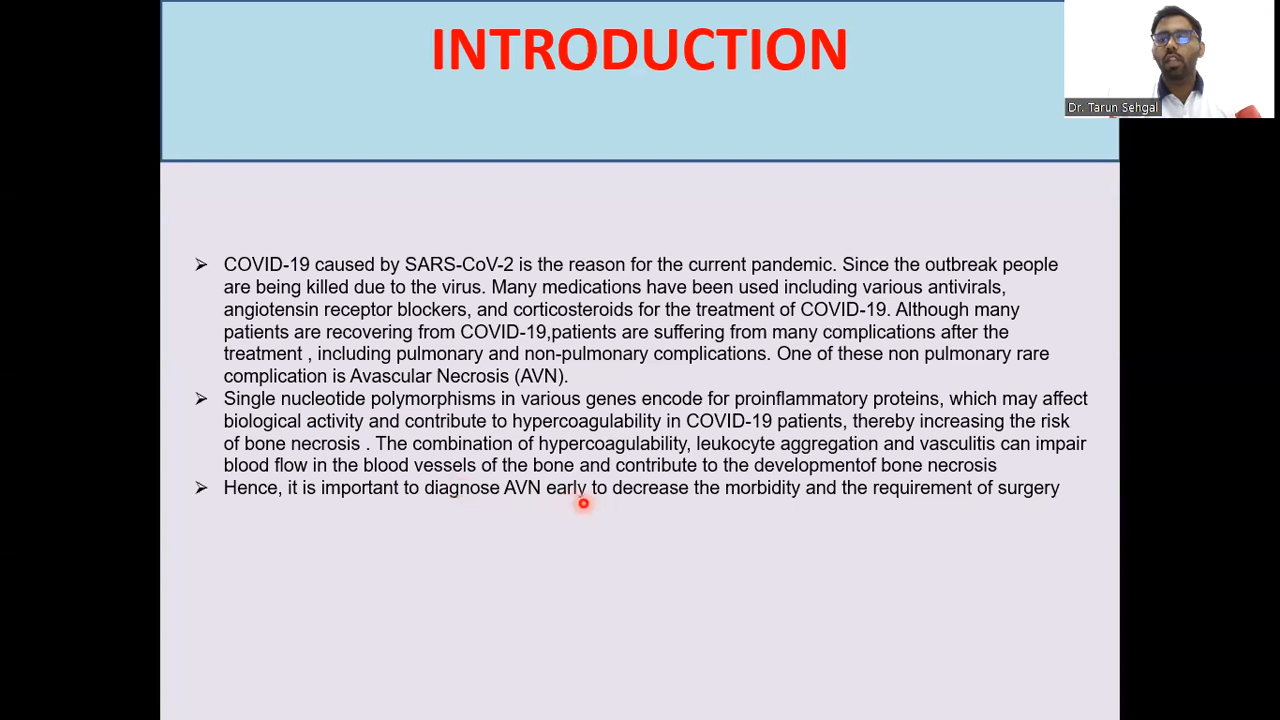 INTRODUCTION
Dr. Tarun Sehgal
COVID-19 caused by SARS-CoV-2 is the reason for the current pandemic. Since the outbreak people
are being killed due to the virus. Many medications have been used including various antivirals,
angiotensin receptor blockers, and corticosteroids for the treatment of COVID-19. Although many
patients are recovering from COVID-19,patients are suffering from many complications after the
treatment , including pulmonary and non-pulmonary complications. One of these non pulmonary rare
complication is Avascular Necrosis (AVN).
Single nucleotide polymorphisms in various genes encode for proinflammatory proteins, which may affect
biological activity and contribute to hypercoagulability in COVID-19 patients, thereby increasing the risk
of bone necrosis . The combination of hypercoagulability, leukocyte aggregation and vasculitis can impair
blood flow in the blood vessels of the bone and contribute to the developmentof bone necrosis
Hence, it is important to diagnose AVN early to decrease the morbidity and the requirement of surgery